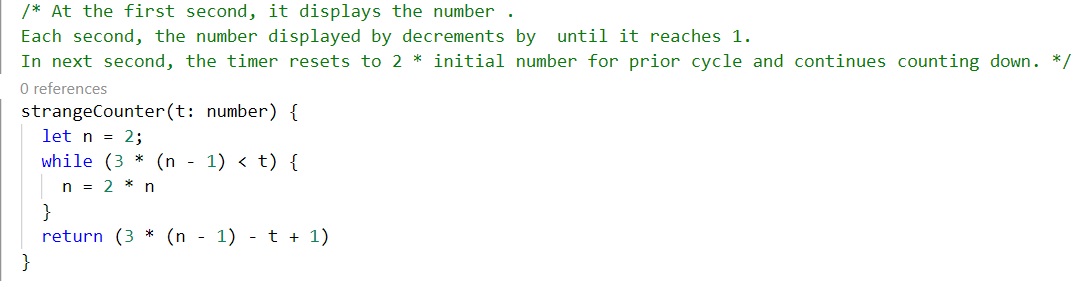 /* At the first second, it displays the number .
Each second, the number displayed by decrements by  until it reaches 1.
In next second, the timer resets to 2 * initial number for prior cycle and continues counting down. */
0 references
strangeCounter(t: number) {
  let n = 2;
  while (3 * (n - 1) < t) {
    n = 2 * n
  }
  return (3 * (n - 1) - t + 1)
}